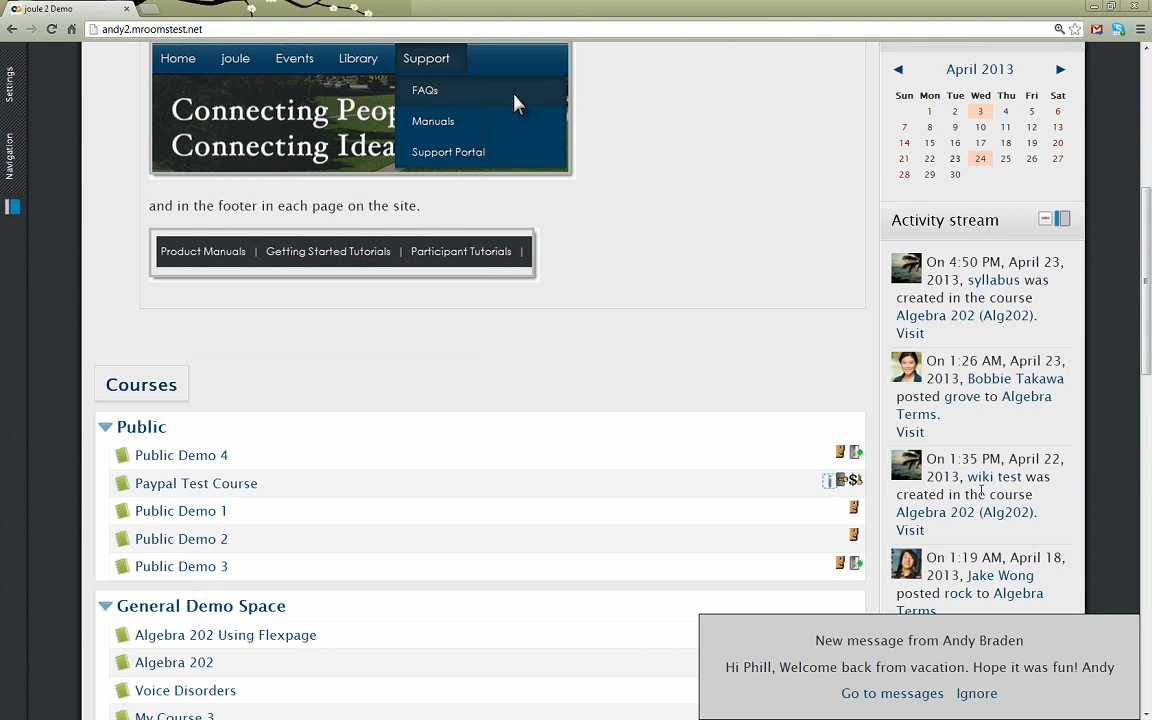 joule 2 Demo
andy2.mroomstest.net
Settings
Navigation
Home joule Events Library Support
FAQs
Manuals
Support Portal
Connecting Peo
Connecting Idea
and in the footer in each page on the site.
Product Manuals | Getting Started Tutorials | Participant Tutorials |
Courses
Public
Public Demo 4
Paypal Test Course
Public Demo 1
Public Demo 2
Public Demo 3
General Demo Space
Algebra 202 Using Flexpage
Algebra 202
Voice Disorders
My Course 3
April 2013
Sun Mon Tue Wed Thu Fri Sat
1 2 3 4 5 6
7 8 9 10 11 12 13
14 15 16 17 18 19 20
21 22 23 24 25 26 27
28 29 30
Activity stream
On 4:50 PM, April 23,
2013, syllabus was
created in the course
Algebra 202 (Alg202).
Visit
On 1:26 AM, April 23,
2013, Bobbie Takawa
posted grove to Algebra
Terms.
Visit
On 1:35 PM, April 22,
2013, wiki test was
created in the course
Algebra 202 (Alg202).
Visit
On 1:19 AM, April 18,
2013, Jake Wong
posted rock to Algebra
Terms.
New message from Andy Braden
Hi Phill, Welcome back from vacation. Hope it was fun! Andy
Go to messages Ignore